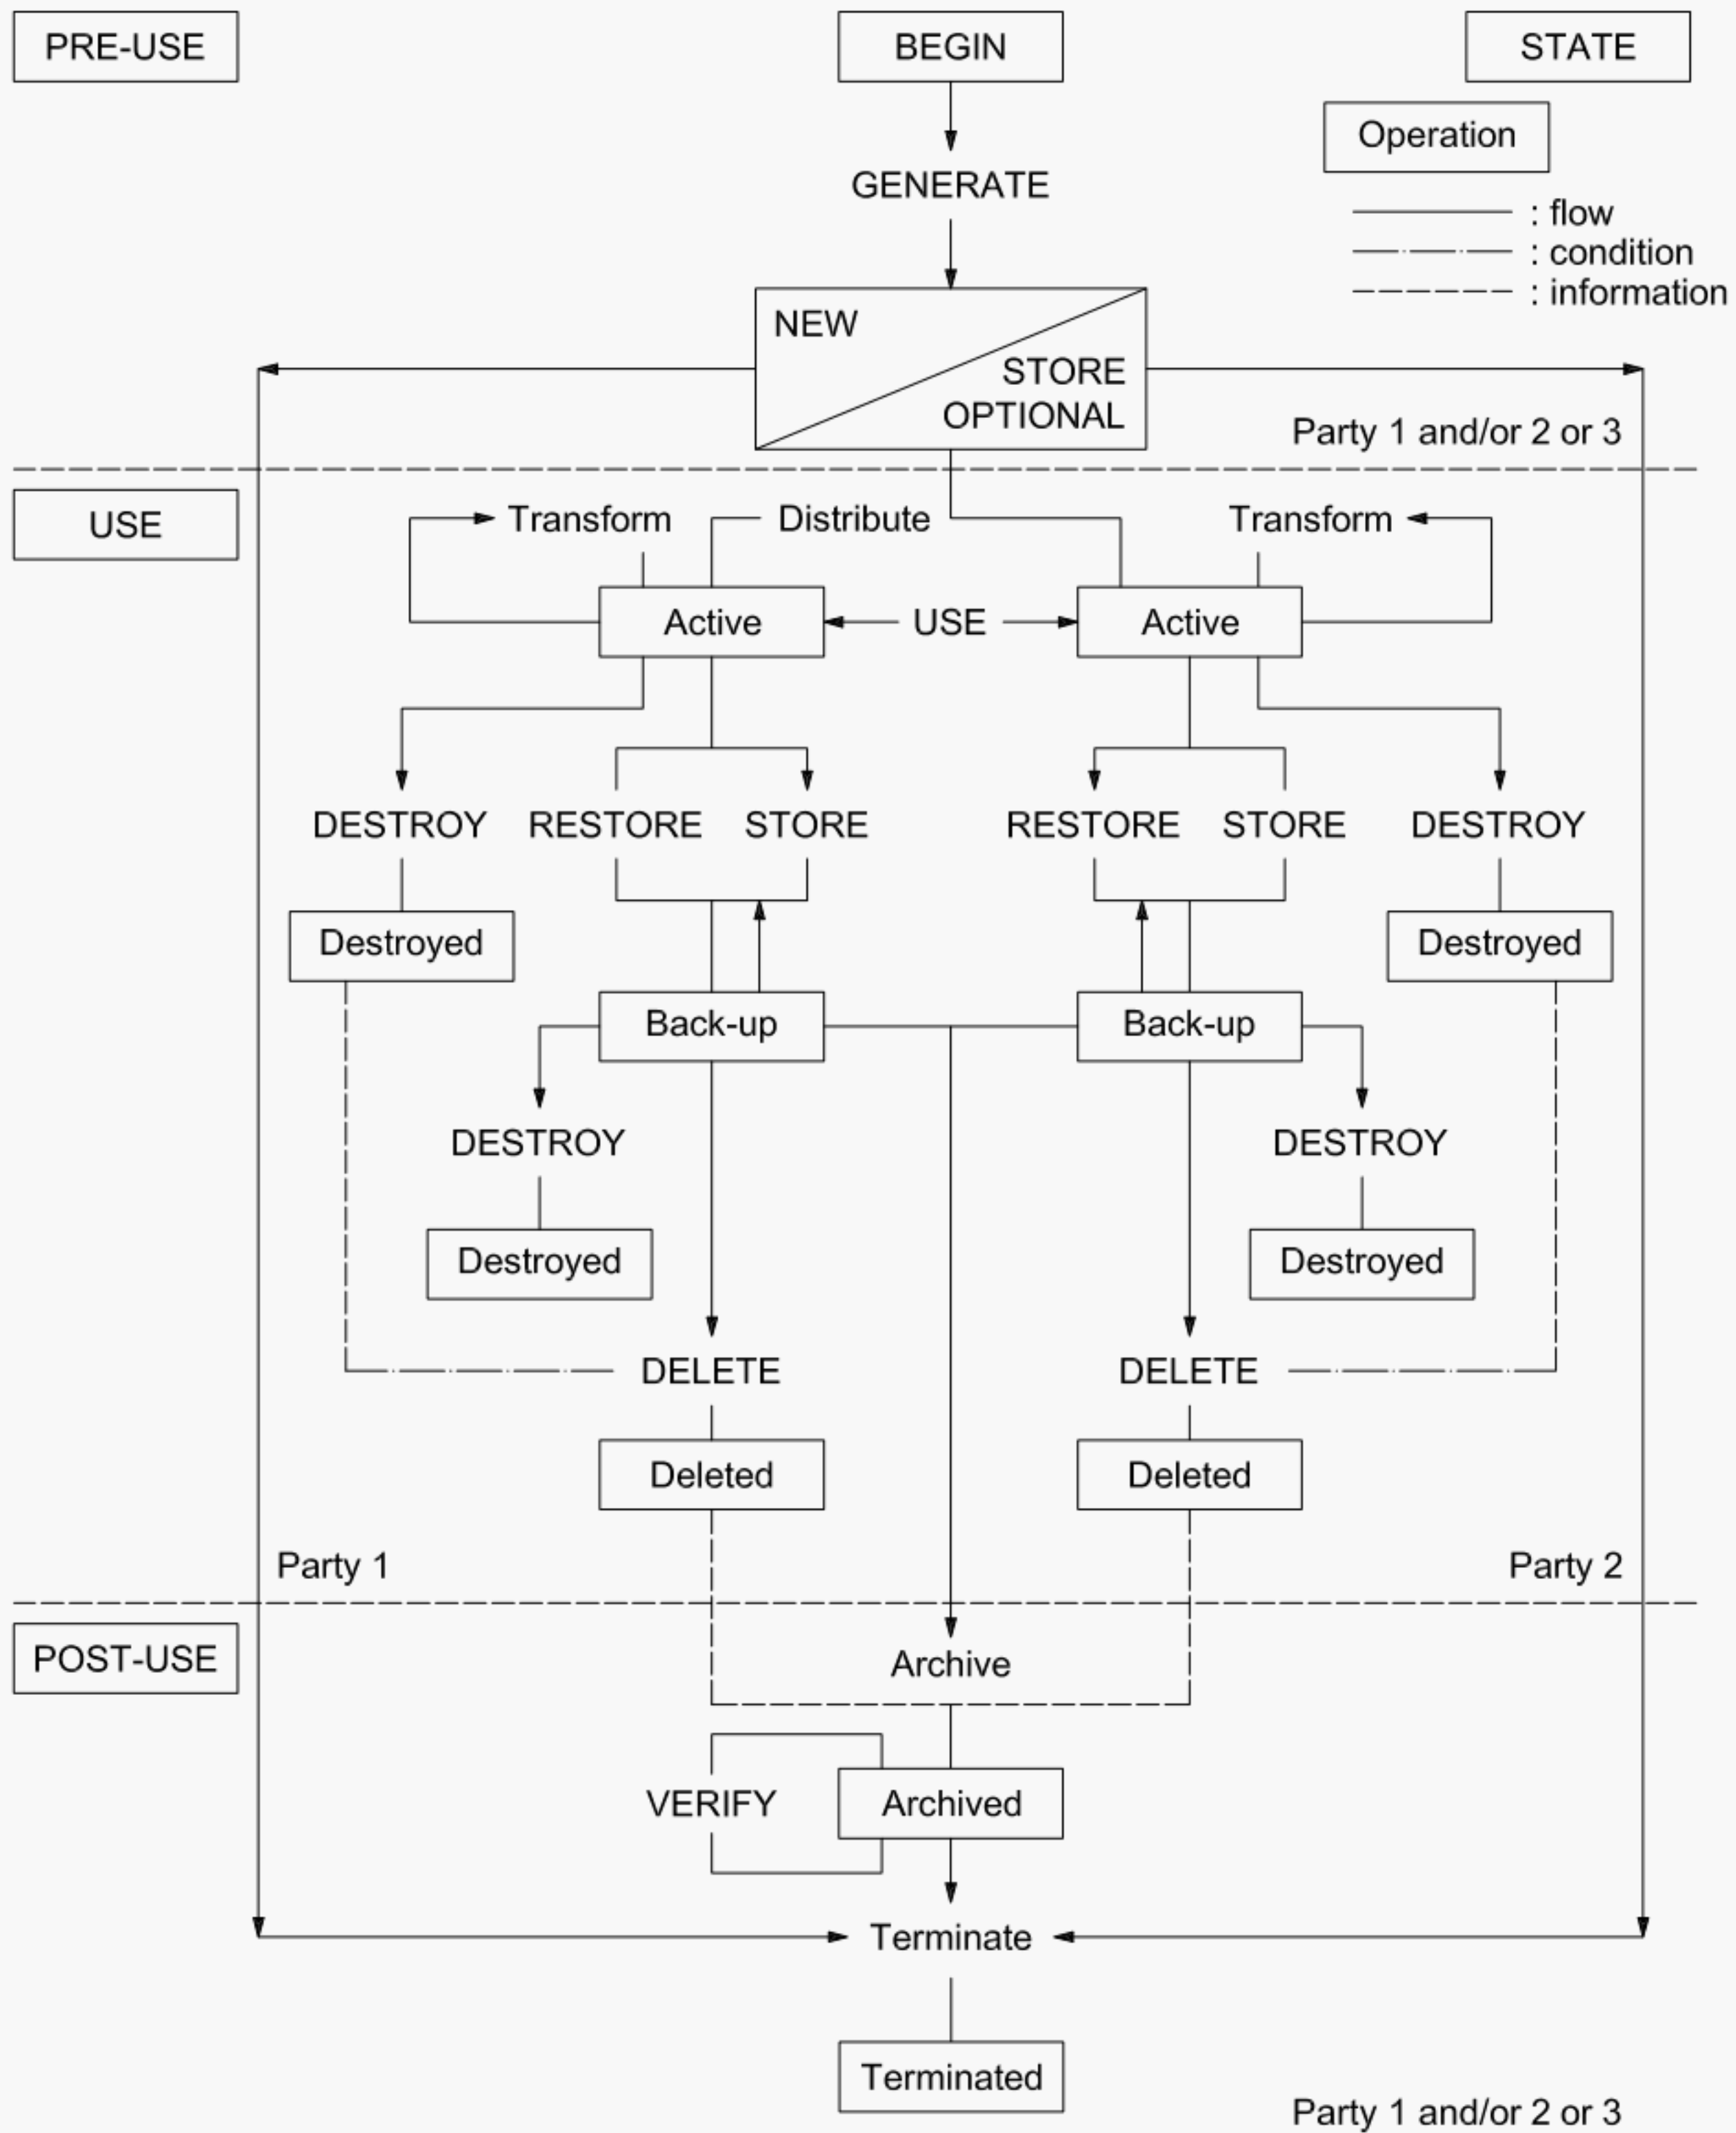 PRE-USE
BEGIN
STATE
Operation
GENERATE
: flow
: condition
: information
NEW
STORE
OPTIONAL
Party 1 and/or 2 or 3
USE
Transform
Distribute
Transform
Active
USE
Active
DESTROY
RESTORE
STORE
RESTORE
STORE
DESTROY
Destroyed
Destroyed
Back-up
Back-up
DESTROY
DESTROY
Destroyed
Destroyed
DELETE
DELETE
Deleted
Deleted
Party 1
Party 2
POST-USE
Archive
VERIFY
Archived
Terminate
Terminated
Party 1 and/or 2 or 3